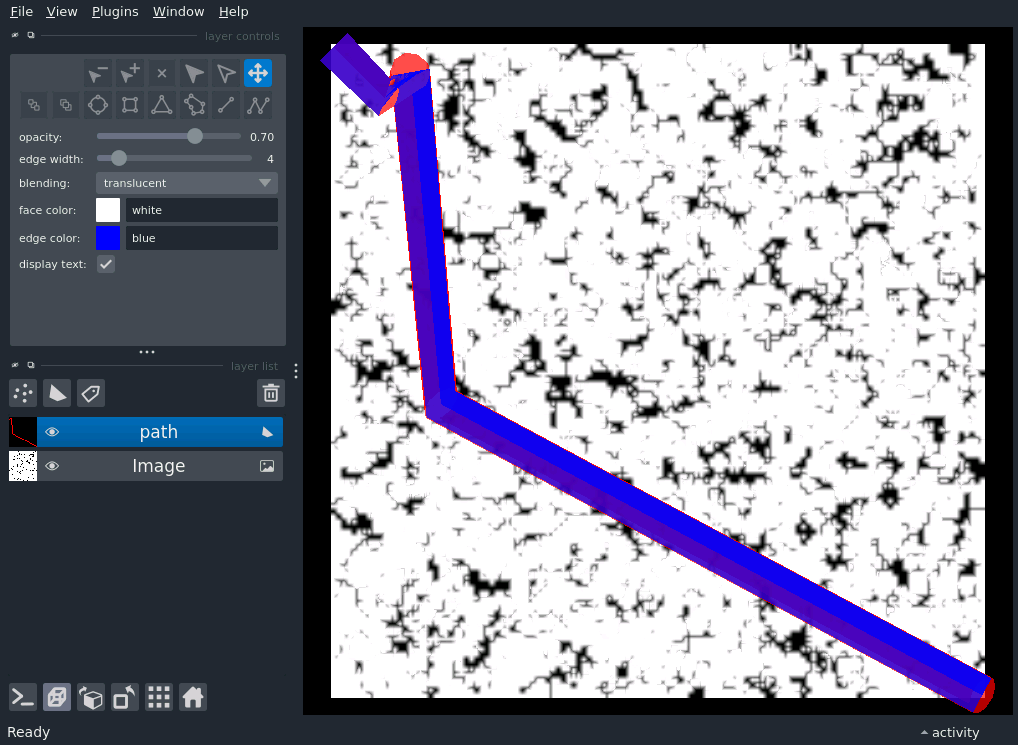 File View Plugins Window Help
layer controls
opacity: 0.70
edge width: 4
blending: translucent
face color: white
edge color: blue
display text:
layer list
path
Image
Ready
activity